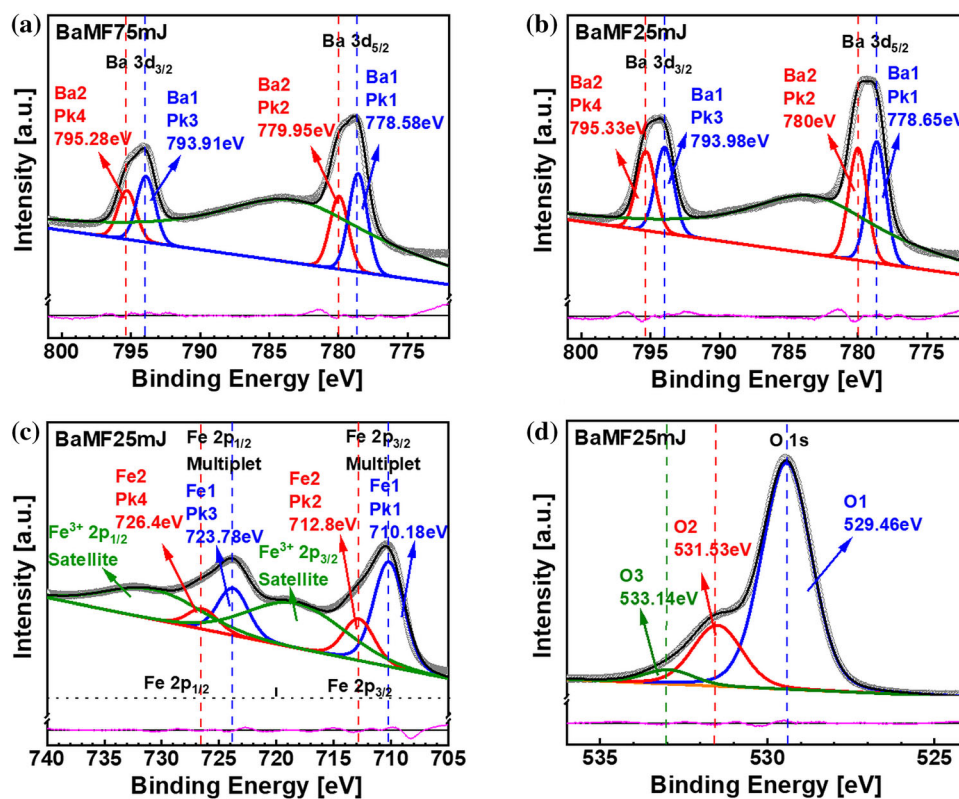 (a)
BaMF75mJ
Ba 3d5/2
Ba 3d3/2
Ba2
Pk4
795.28eV
Ba1
Pk3
793.91eV
Ba2
Pk2
779.95eV
Ba1
Pk1
778.58eV
Intensity [a.u.]
800 795 790 785 780 775
Binding Energy [eV]
(b)
BaMF25mJ
Ba 3d5/2
Ba 3d3/2
Ba2
Pk4
795.33eV
Ba1
Pk3
793.98eV
Ba2
Pk2
780eV
Ba1
Pk1
778.65eV
Intensity [a.u.]
800 795 790 785 780 775
Binding Energy [eV]
(c)
BaMF25mJ
Fe 2p1/2
Multiplet
Fe 2p3/2
Multiplet
Fe2
Pk4
726.4eV
Fe1
Pk3
723.78eV
Fe2
Pk2
712.8eV
Fe1
Pk1
710.18eV
Fe3+ 2p1/2
Satellite
Fe3+ 2p3/2
Satellite
Fe 2p1/2
Fe 2p3/2
Intensity [a.u.]
740 735 730 725 720 715 710 705
Binding Energy [eV]
(d)
BaMF25mJ
O 1s
O1
529.46eV
O2
531.53eV
O3
533.14eV
Intensity [a.u.]
535 530 525
Binding Energy [eV]